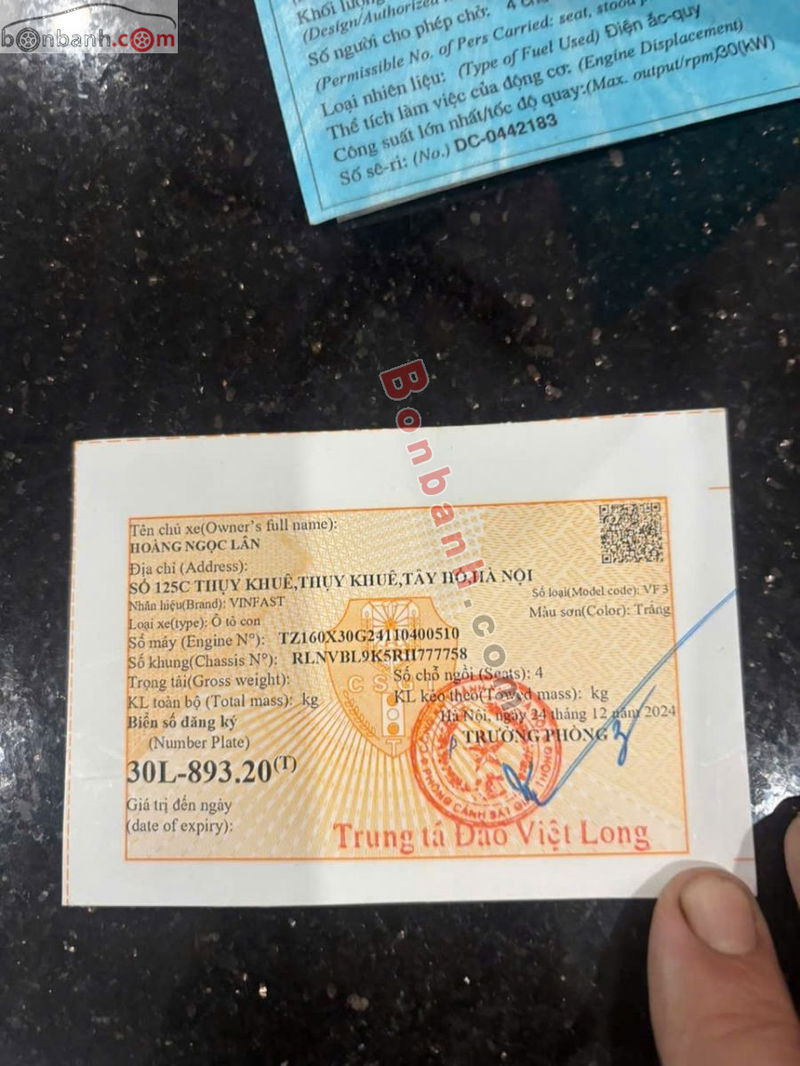 bonbanh.com
Khối lượng
(Design/Authorized
Số người cho phép chở: 4
(Permissible No. of Pers Carried: seat, stood
Loại nhiên liệu: (Type of Fuel Used) Điện ắc-quy
Thể tích làm việc của động cơ: (Engine Displacement)
Công suất lớn nhất/tốc độ quay:(Max. output/rpm)30(kW)
Số sê-ri: (No.) DC-0442183
Bonbanh.com
Tên chủ xe(Owner's full name):
HOÀNG NGỌC LÂN
Địa chỉ (Address):
SỐ 125C THỤY KHUÊ,THỤY KHUÊ,TÂY HỒ,HÀ NỘI
Nhãn hiệu(Brand): VINFAST
Số loại(Model code): VF 3
Loại xe(type): Ô tô con
Màu sơn(Color): Trắng
Số máy (Engine N°): TZ160X30G24110400510
Số khung(Chassis N°): RLNVBL9K5RH777758
Trọng tải(Gross weight):
Số chỗ ngồi (Seats): 4
KL toàn bộ (Total mass): kg
KL kéo theo(Towed mass): kg
Biển số đăng ký
Hà Nội, ngày 24 tháng 12 năm 2024
(Number Plate)
TRƯỞNG PHÒNG
30L-893.20(T)
Giá trị đến ngày
(date of expiry):
PHÒNG CẢNH SÁT GIAO THÔNG
Trung tá Đào Việt Long